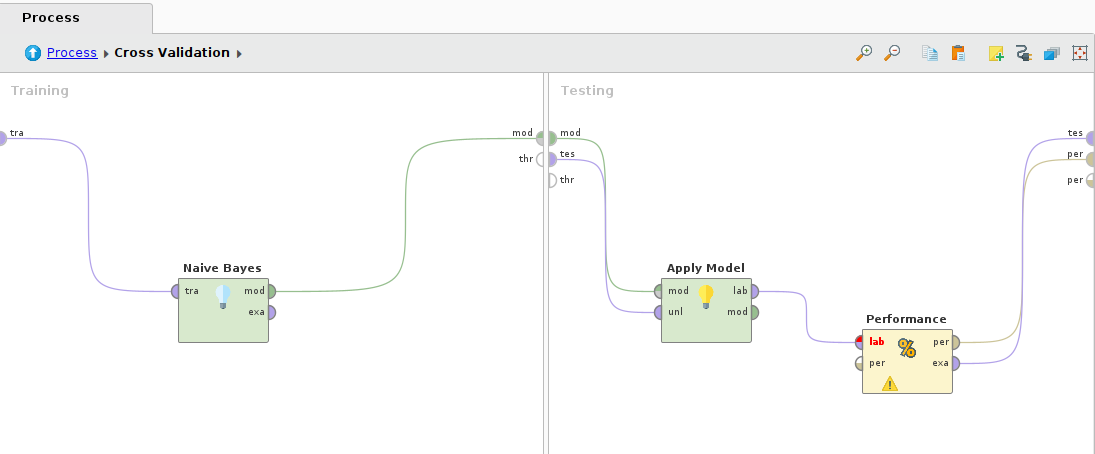 Process
Process Cross Validation
Training
tra
mod
thr
Naive Bayes
tra mod
exa
Testing
mod
tes
thr
Apply Model
mod lab
unl mod
Performance
lab per
per exa
tes
per
per